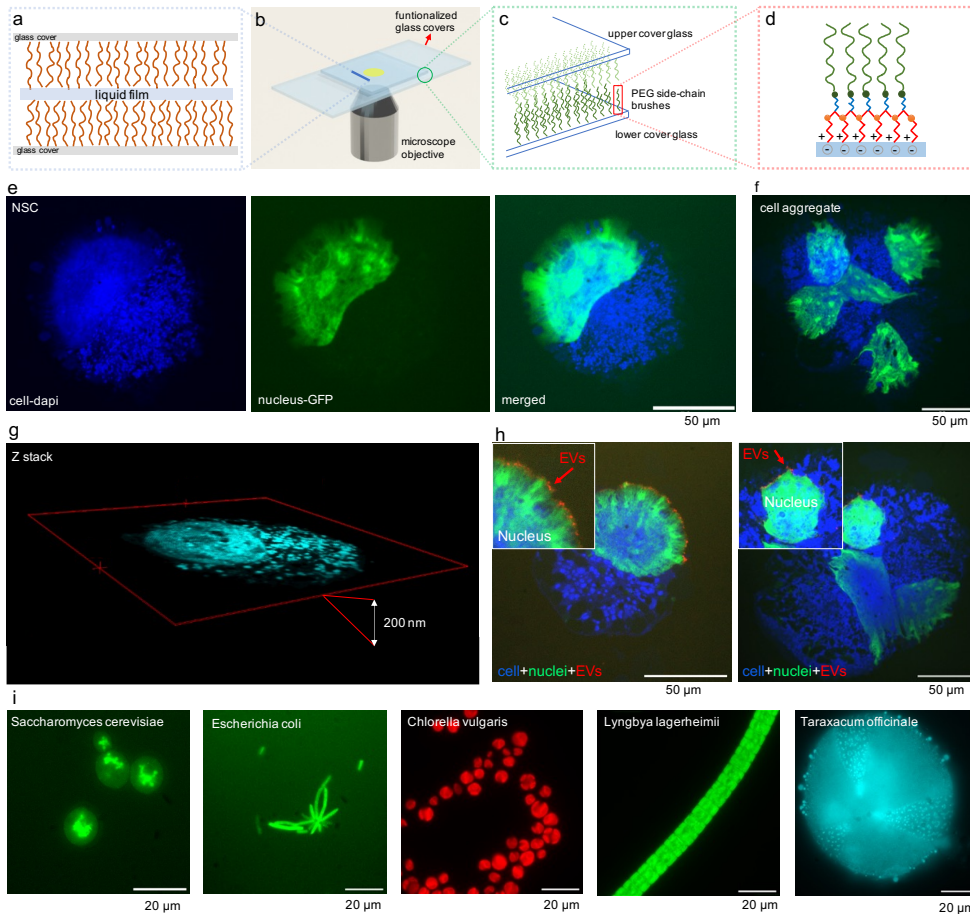 a
glass cover
liquid film
glass cover
b
funtionalized
glass covers
microscope
objective
c
upper cover glass
PEG side-chain
brushes
lower cover glass
d
+ + + + + +
- - - - - -
e
NSC
cell-dapi
nucleus-GFP
merged
50 μm
f
cell aggregate
50 μm
g
Z stack
200 nm
h
EVs
Nucleus
cell+nuclei+EVs
50 μm
EVs
Nucleus
cell+nuclei+EVs
50 μm
i
Saccharomyces cerevisiae
20 μm
Escherichia coli
20 μm
Chlorella vulgaris
20 μm
Lyngbya lagerheimii
20 μm
Taraxacum officinale
20 μm